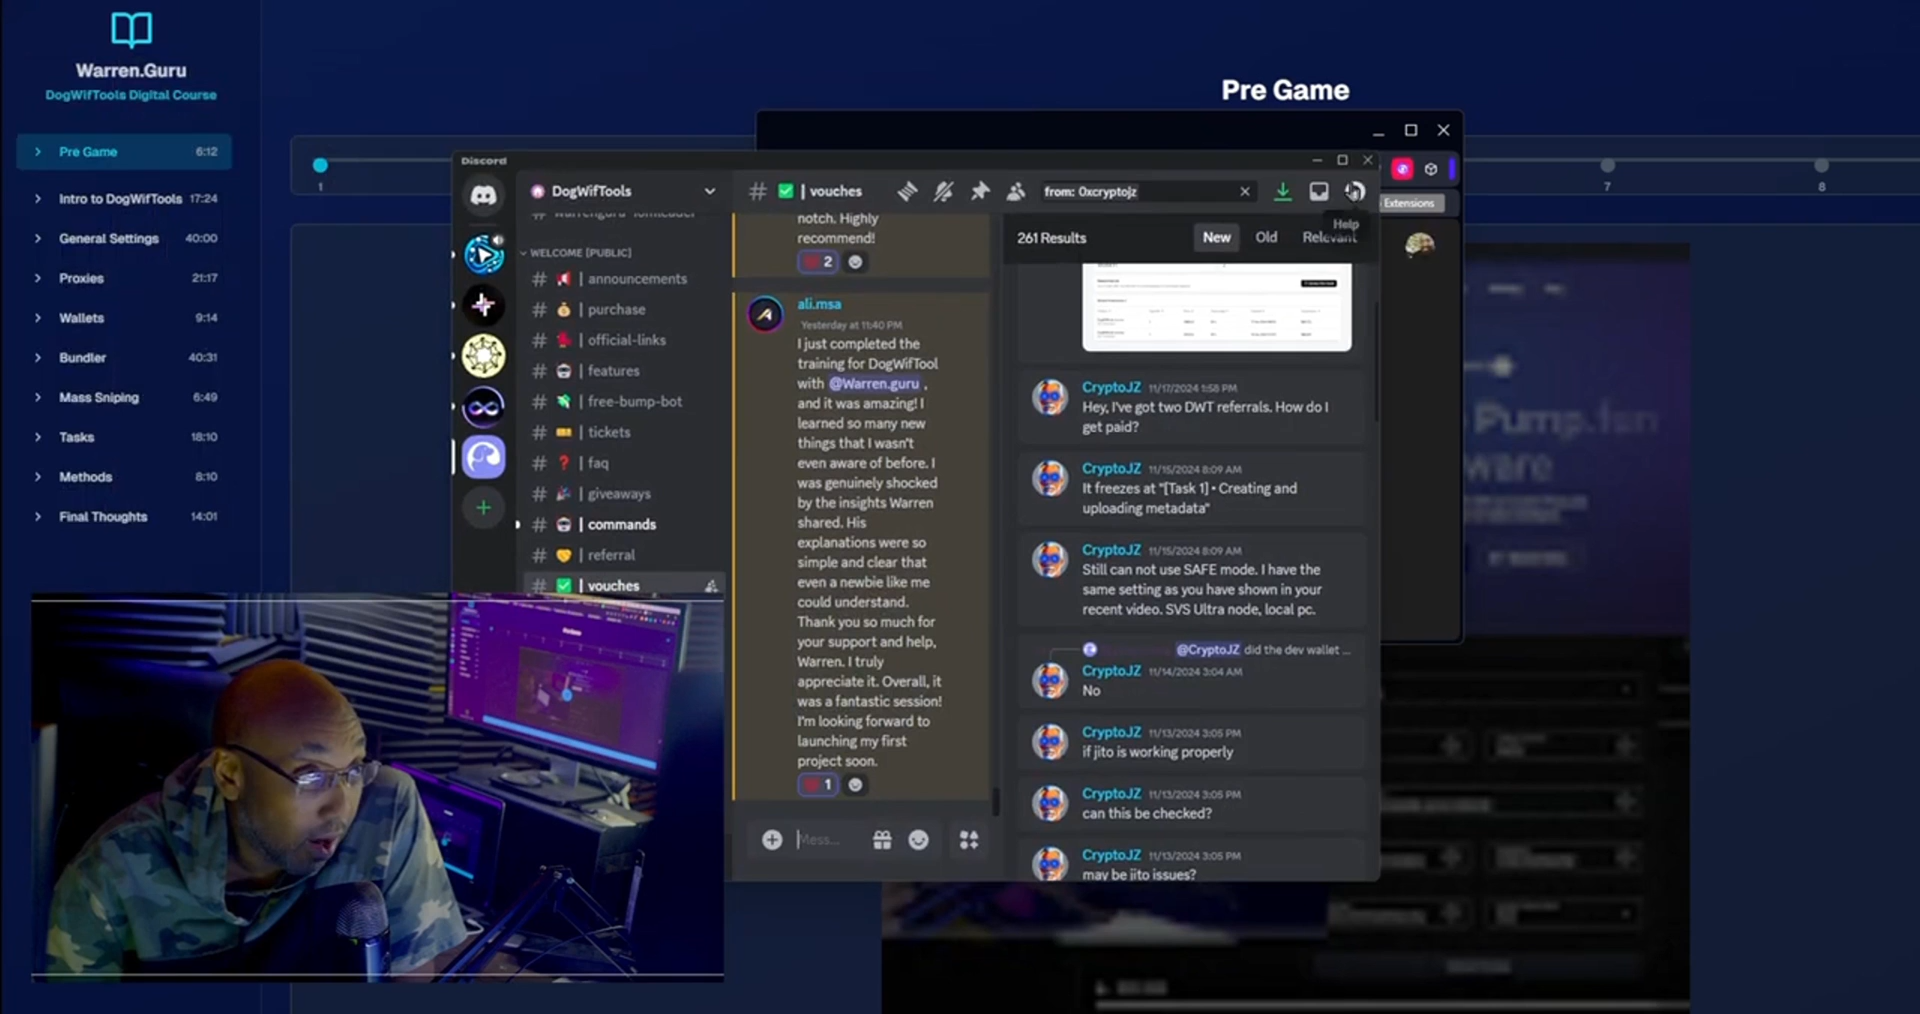 Warren.Guru
DogWifTools Digital Course
Pre Game 6:12
Intro to DogWifTools 17:24
General Settings 40:00
Proxies 21:17
Wallets 9:14
Bundler 40:31
Mass Sniping 6:49
Tasks 18:10
Methods 8:10
Final Thoughts 14:01
Pre Game
1
7
8
Extensions
Discord
DogWifTools
WELCOME [PUBLIC]
# | announcements
# | purchase
# | official-links
# | features
# | free-bump-bot
# | tickets
# ❓ | faq
# | giveaways
# | commands
# | referral
# ✅ | vouches
# ✅ | vouches
from: 0xcryptojz
Help
notch. Highly
recommend!
2
ali.msa
Yesterday at 11:40 PM
I just completed the
training for DogWifTool
with @Warren.guru ,
and it was amazing! I
learned so many new
things that I wasn't
even aware of before. I
was genuinely shocked
by the insights Warren
shared. His
explanations were so
simple and clear that
even a newbie like me
could understand.
Thank you so much for
your support and help,
Warren. I truly
appreciate it. Overall, it
was a fantastic session!
I'm looking forward to
launching my first
project soon.
1
Mess...
261 Results
New Old Relevant
CryptoJZ 11/17/2024 1:58 PM
Hey, I've got two DWT referrals. How do I
get paid?
CryptoJZ 11/15/2024 8:09 AM
It freezes at "[Task 1] • Creating and
uploading metadata"
CryptoJZ 11/15/2024 8:09 AM
Still can not use SAFE mode. I have the
same setting as you have shown in your
recent video. SVS Ultra node, local pc.
@CryptoJZ did the dev wallet ...
CryptoJZ 11/14/2024 3:04 AM
No
CryptoJZ 11/13/2024 3:05 PM
if jito is working properly
CryptoJZ 11/13/2024 3:05 PM
can this be checked?
CryptoJZ 11/13/2024 3:05 PM
may be jito issues?
Pump.fun